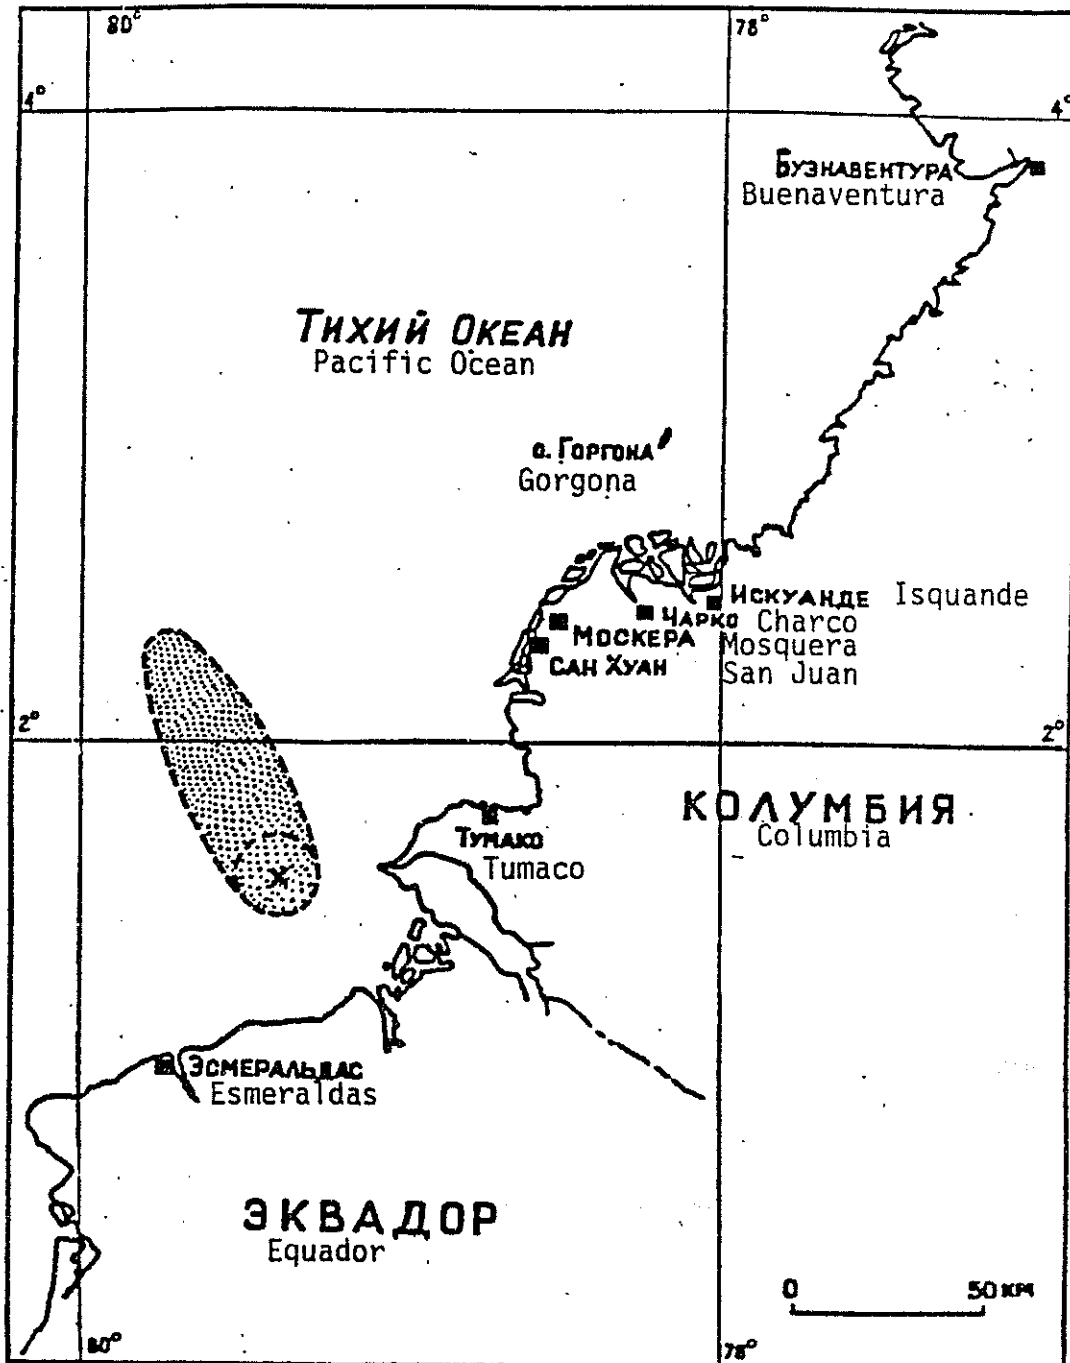 80°
78°
4°
4°
БУЭНАВЕНТУРА
Buenaventura
ТИХИЙ ОКЕАН
Pacific Ocean
о. ГОРГОНА
Gorgona
ИСКУАНДЕ Isquande
ЧАРКО Charco
МОСКЕРА Mosquera
САН ХУАН San Juan
2°
2°
КОЛУМБИЯ
Columbia
ТУМАКО
Tumaco
ЭСМЕРАЛЬДАС
Esmeraldas
ЭКВАДОР
Equador
0 50 КМ
80°
78°